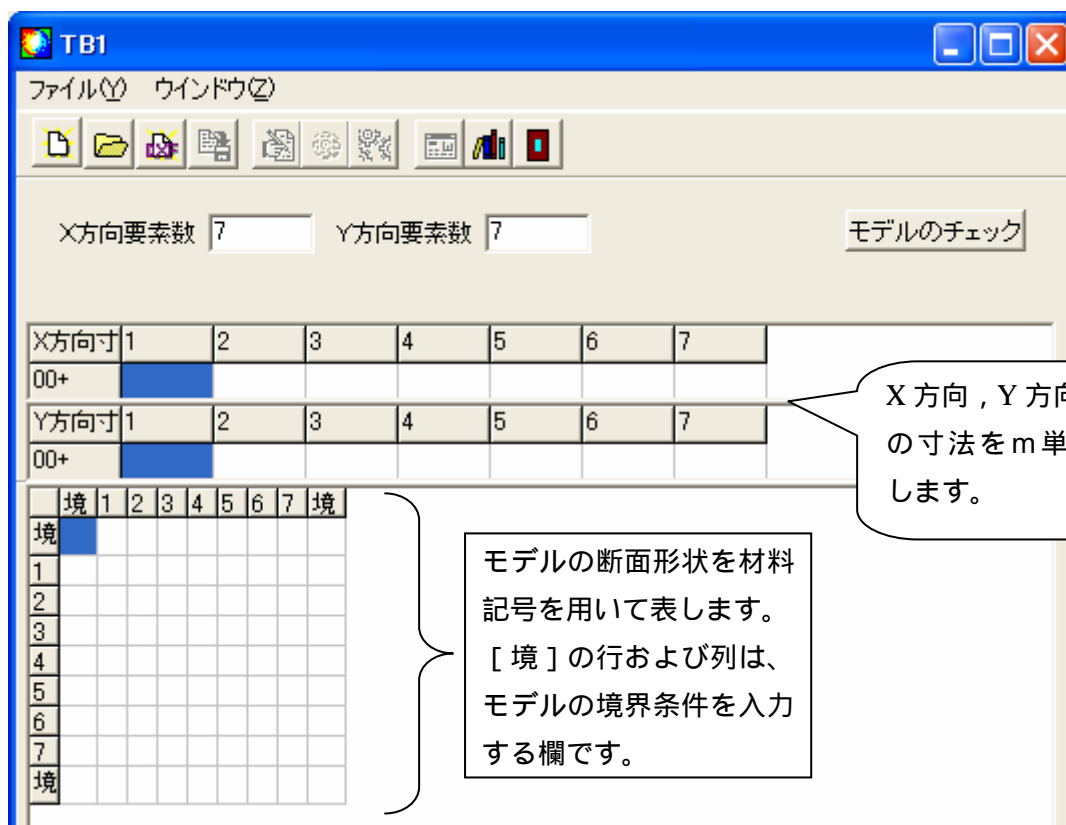 TB1
ファイル(Y) ウインドウ(Z)
X方向要素数 7 Y方向要素数 7 モデルのチェック
X方向寸 1 2 3 4 5 6 7
00+
Y方向寸 1 2 3 4 5 6 7
00+
X 方向 , Y 方向
の寸法をm単
します。
境 1 2 3 4 5 6 7 境
境
1
2
3
4
5
6
7
境
モデルの断面形状を材料
記号を用いて表します。
[ 境 ] の行および列は、
モデルの境界条件を入力
する欄です。